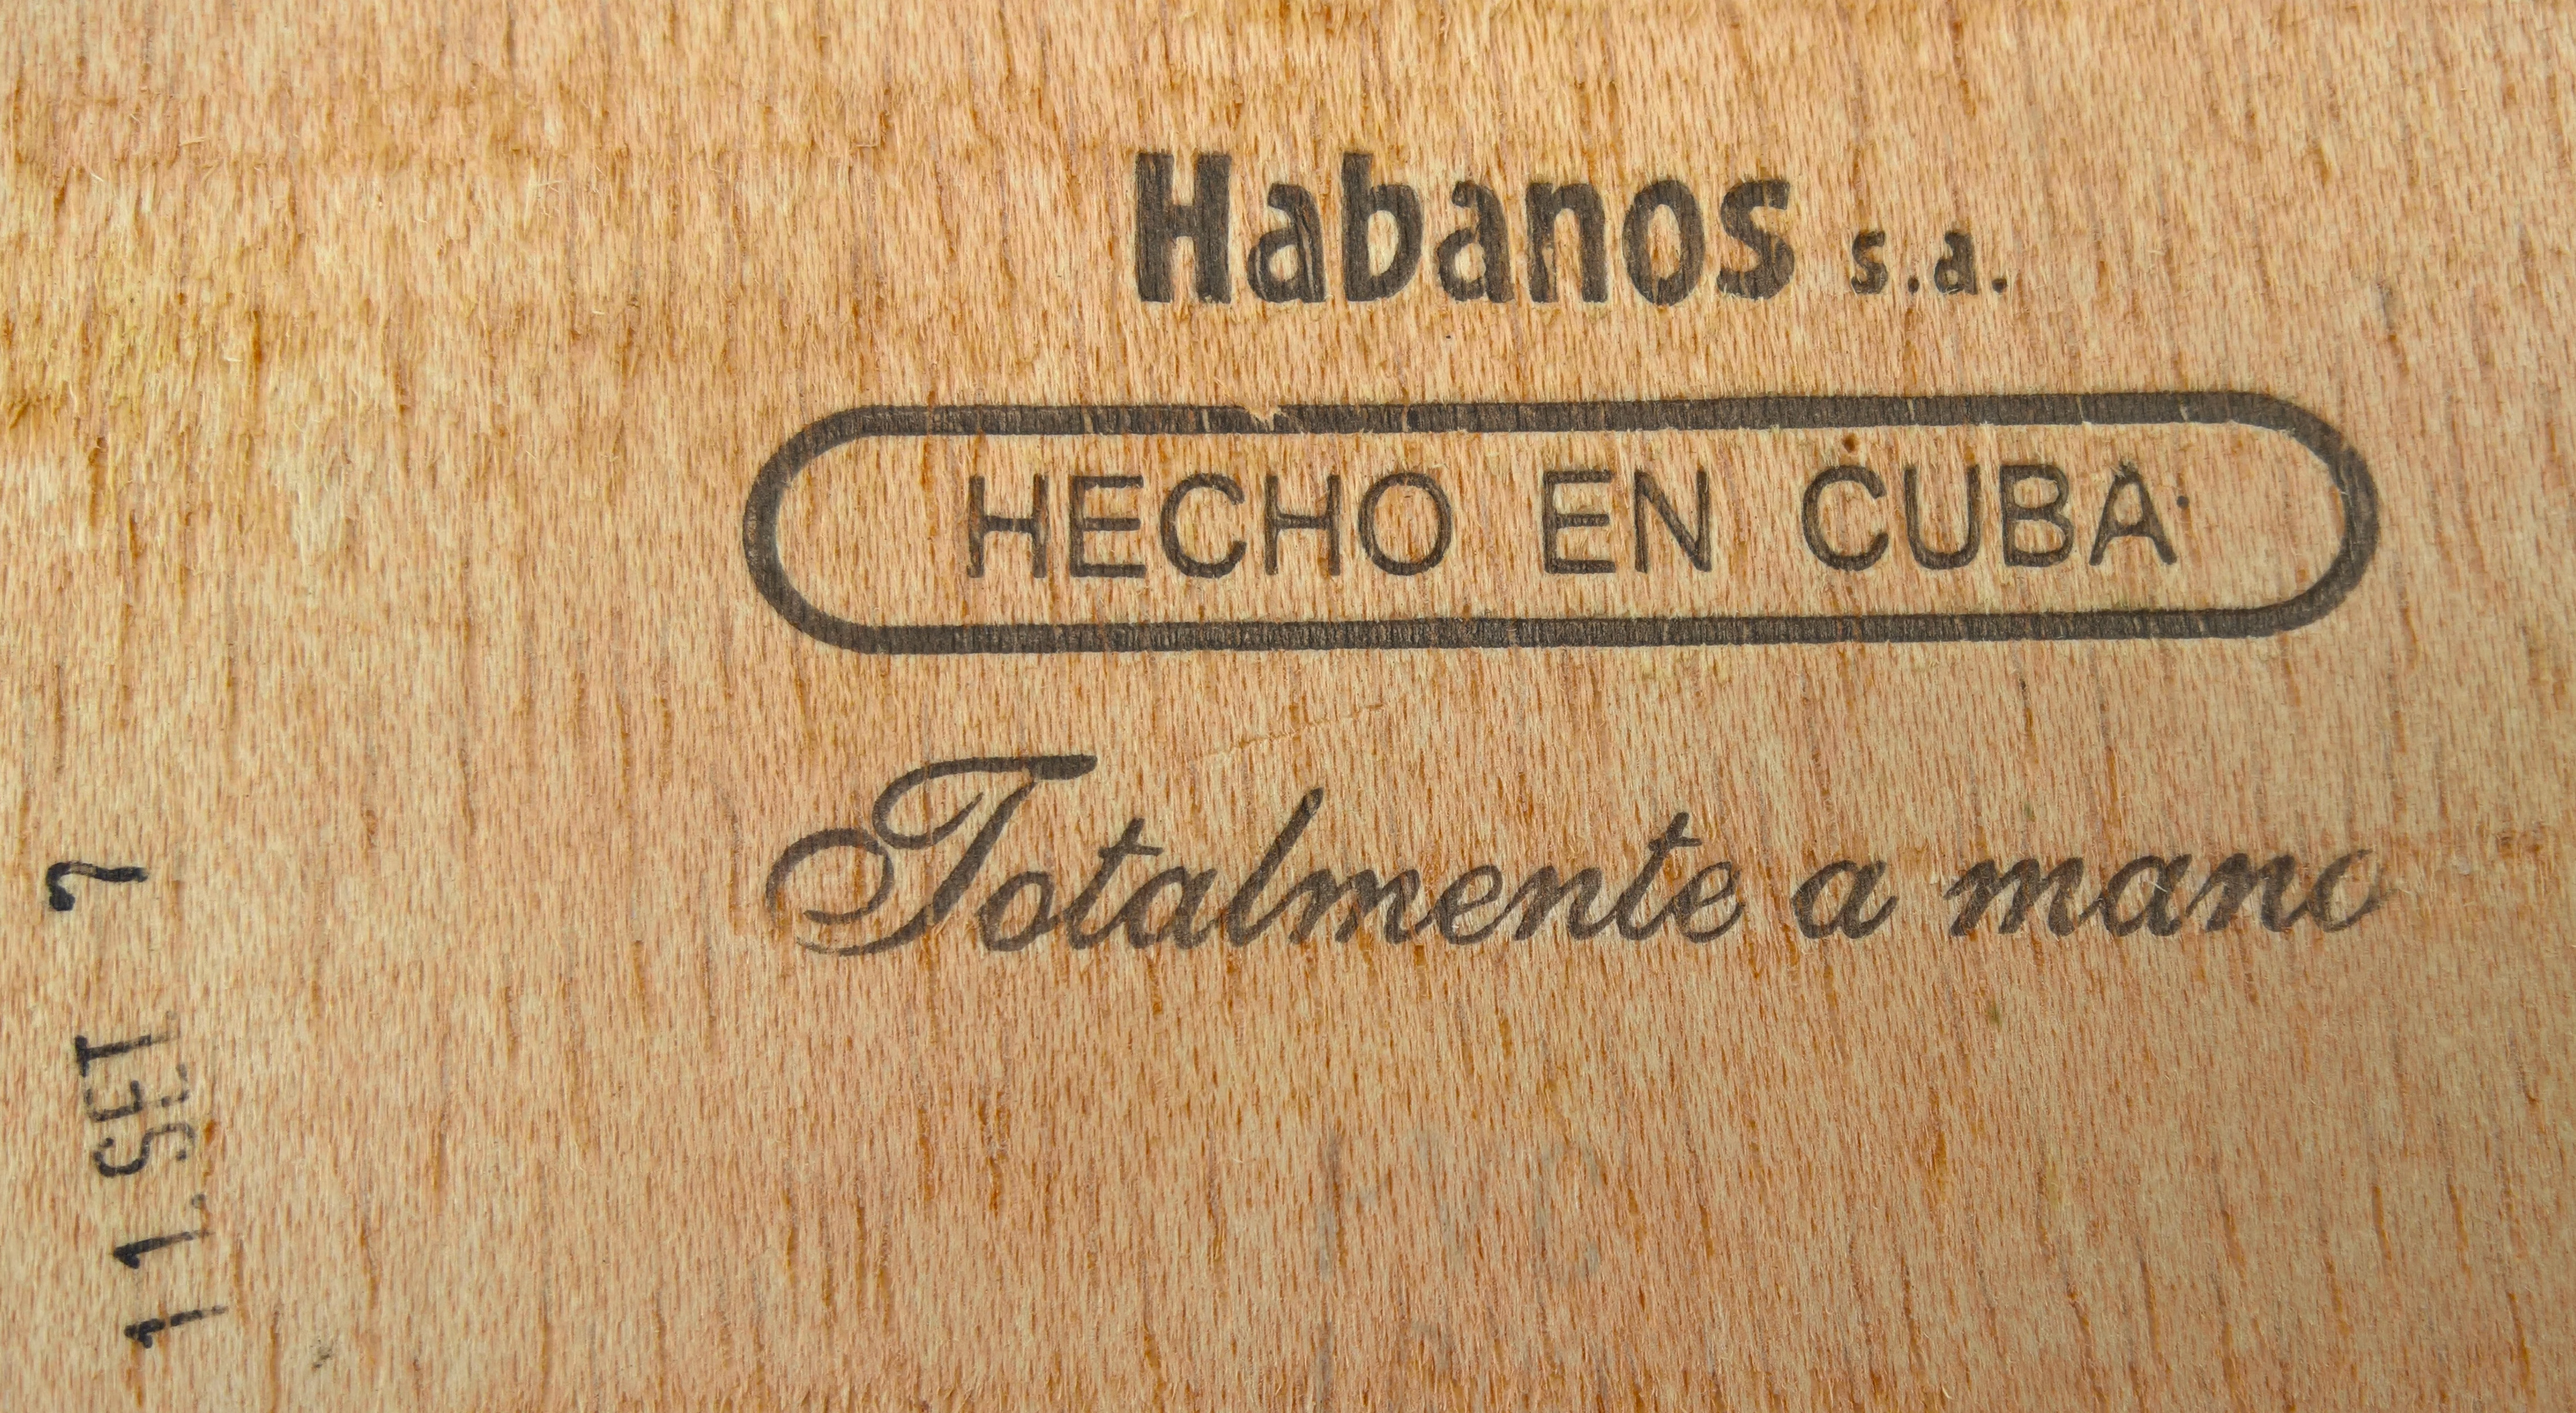 Habanos s.a.
HECHO EN CUBA
Totalmente a mano
11 SET 7